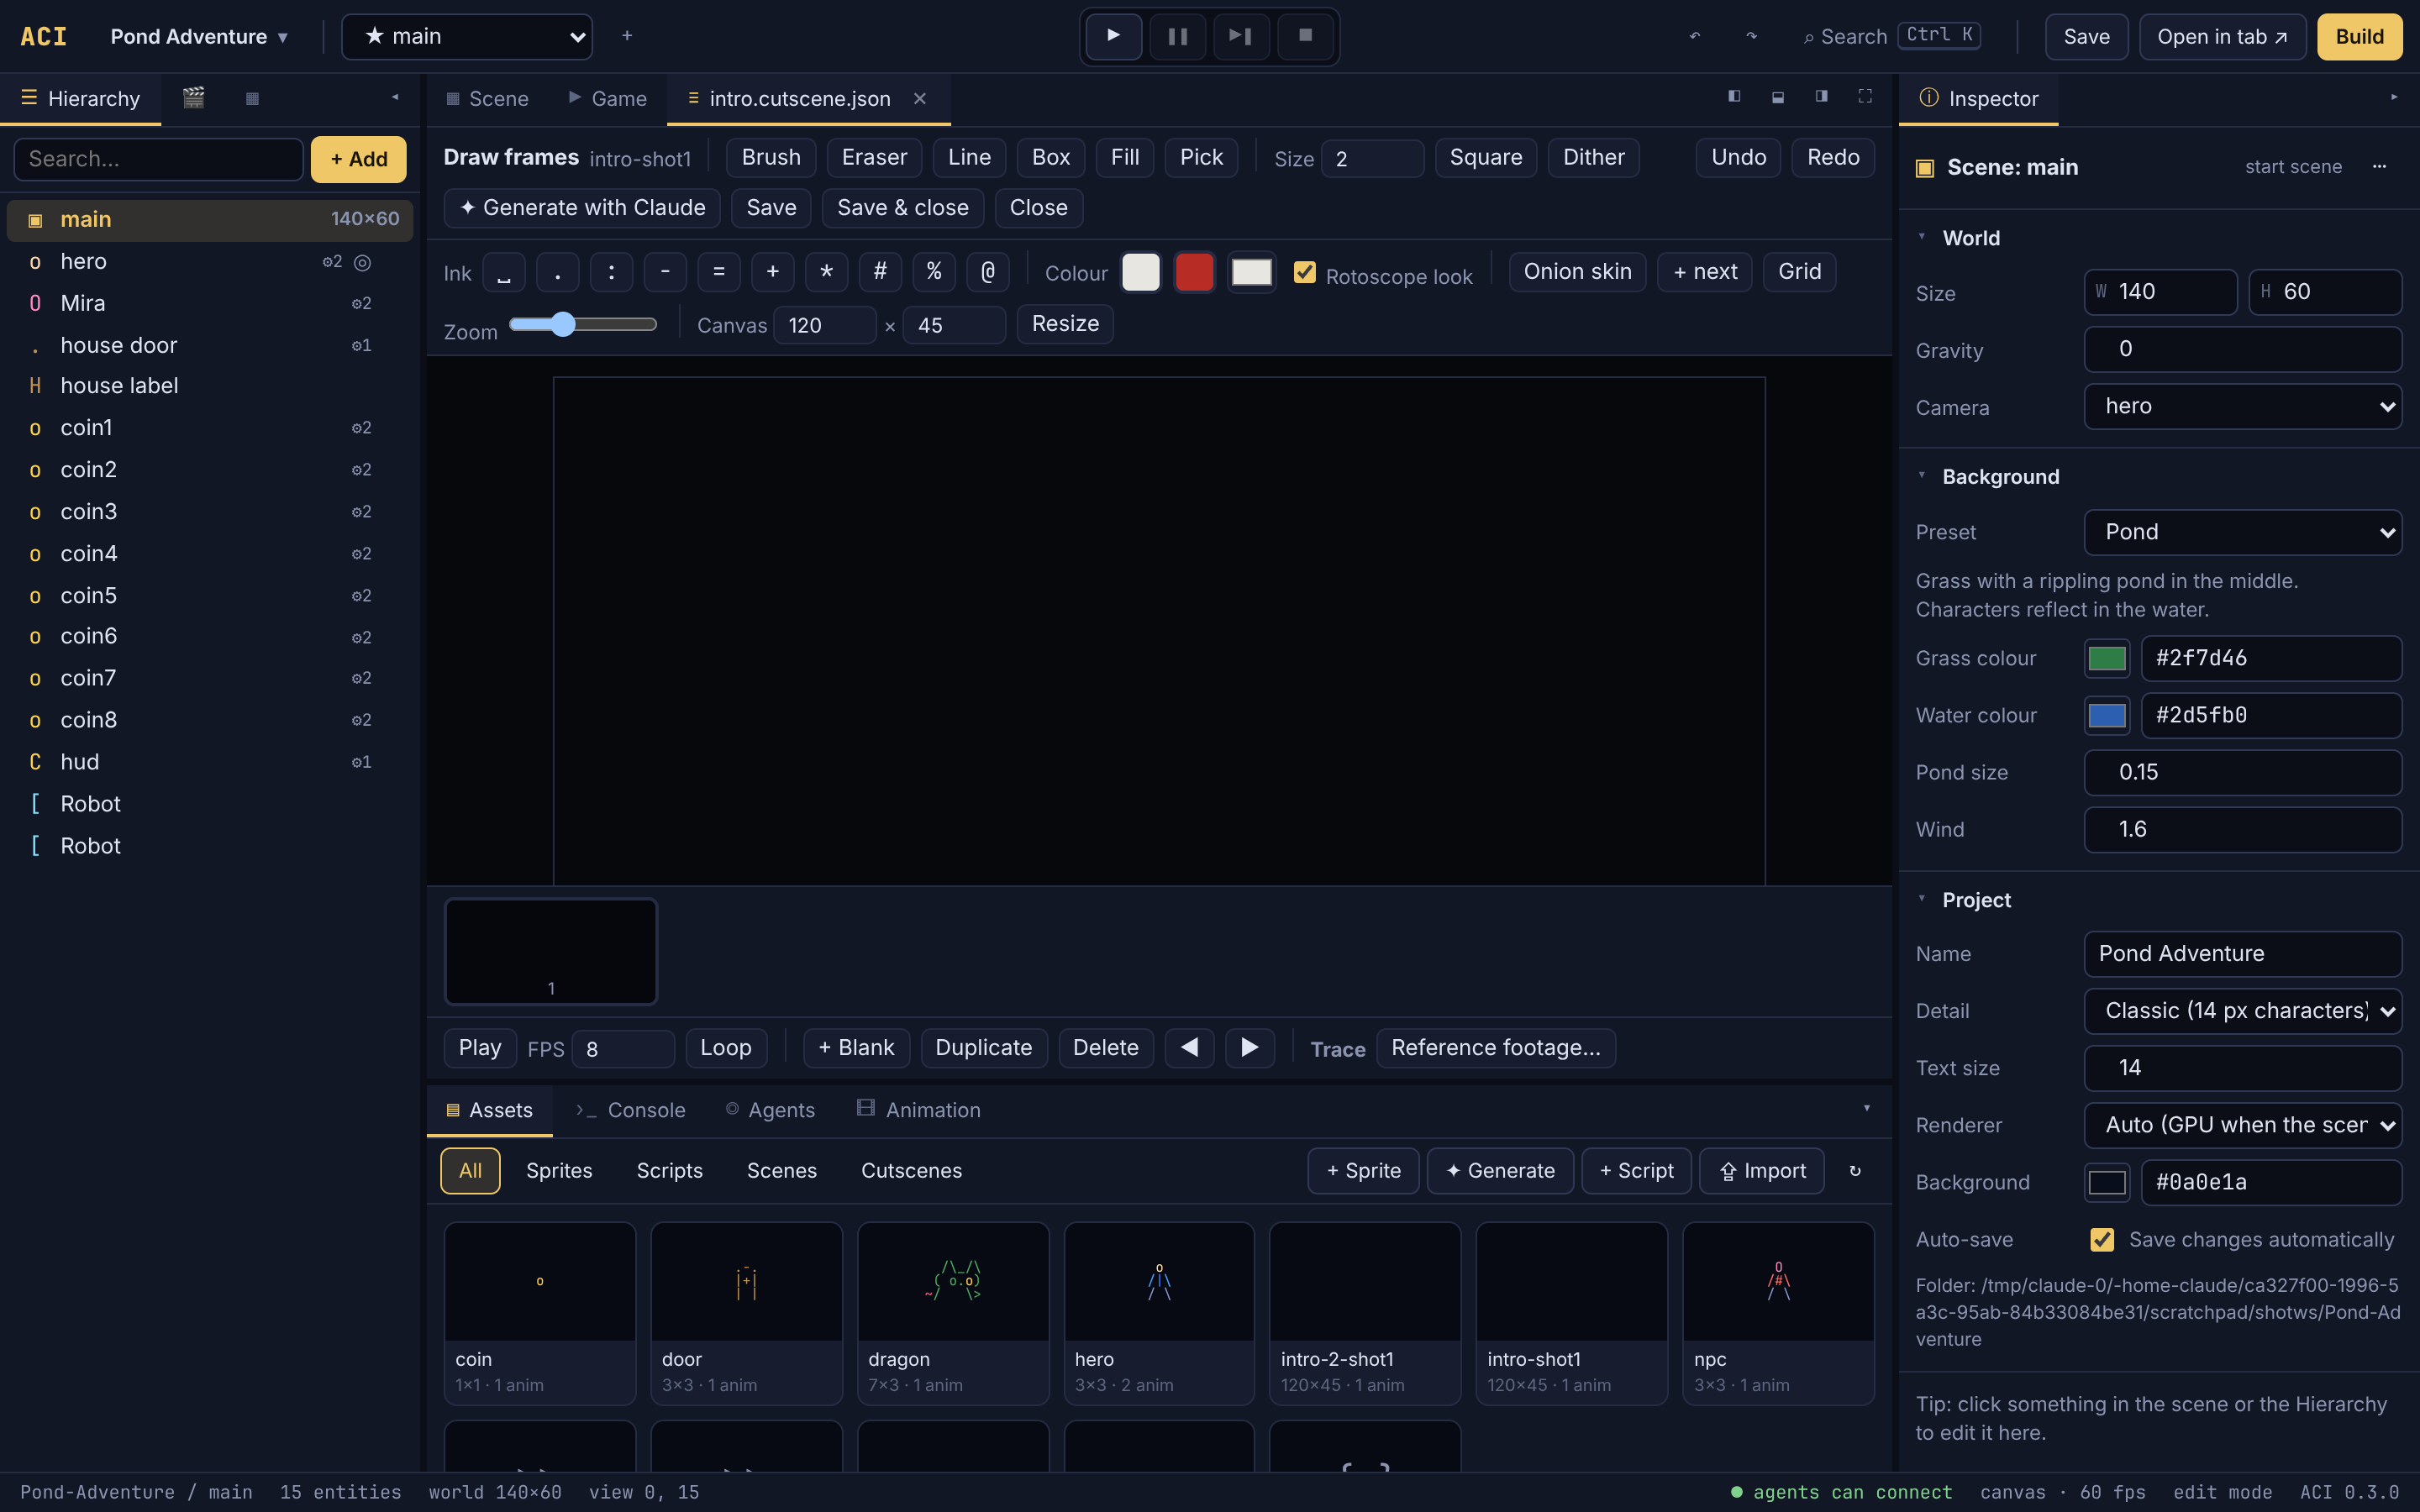 ACI Pond Adventure ▾ ★ main + ↶ ↷ ⌕ Search Ctrl K Save Open in tab ↗ Build
☰ Hierarchy
Scene Game intro.cutscene.json ✕
ⓘ Inspector
Search... + Add
main 140×60
o hero ⚙2 ◎
O Mira ⚙2
. house door ⚙1
H house label
o coin1 ⚙2
o coin2 ⚙2
o coin3 ⚙2
o coin4 ⚙2
o coin5 ⚙2
o coin6 ⚙2
o coin7 ⚙2
o coin8 ⚙2
C hud ⚙1
[ Robot
[ Robot
Draw frames intro-shot1 Brush Eraser Line Box Fill Pick Size 2 Square Dither Undo Redo
✦ Generate with Claude Save Save & close Close
Ink ␣ . : - = + * # % @ Colour Rotoscope look Onion skin + next Grid
Zoom Canvas 120 × 45 Resize
1
Play FPS 8 Loop + Blank Duplicate Delete ◀ ▶ Trace Reference footage...
Assets ›_ Console Agents Animation
All Sprites Scripts Scenes Cutscenes + Sprite ✦ Generate + Script ⇪ Import ↻
o
.-.
|+|
| |
/\_/\
( o.o)
~/ \>
o
/|\
/ \
O
/#\
/ \
coin
1×1 · 1 anim
door
3×3 · 1 anim
dragon
7×3 · 1 anim
hero
3×3 · 2 anim
intro-2-shot1
120×45 · 1 anim
intro-shot1
120×45 · 1 anim
npc
3×3 · 1 anim
Scene: main start scene ···
World
Size W 140 H 60
Gravity 0
Camera hero
Background
Preset Pond
Grass with a rippling pond in the middle.
Characters reflect in the water.
Grass colour #2f7d46
Water colour #2d5fb0
Pond size 0.15
Wind 1.6
Project
Name Pond Adventure
Detail Classic (14 px characters)
Text size 14
Renderer Auto (GPU when the scen
Background #0a0e1a
Auto-save Save changes automatically
Folder: /tmp/claude-0/-home-claude/ca327f00-1996-5
a3c-95ab-84b33084be31/scratchpad/shotws/Pond-Ad
venture
Tip: click something in the scene or the Hierarchy
to edit it here.
Pond-Adventure / main 15 entities world 140×60 view 0, 15 ● agents can connect canvas · 60 fps edit mode ACI 0.3.0